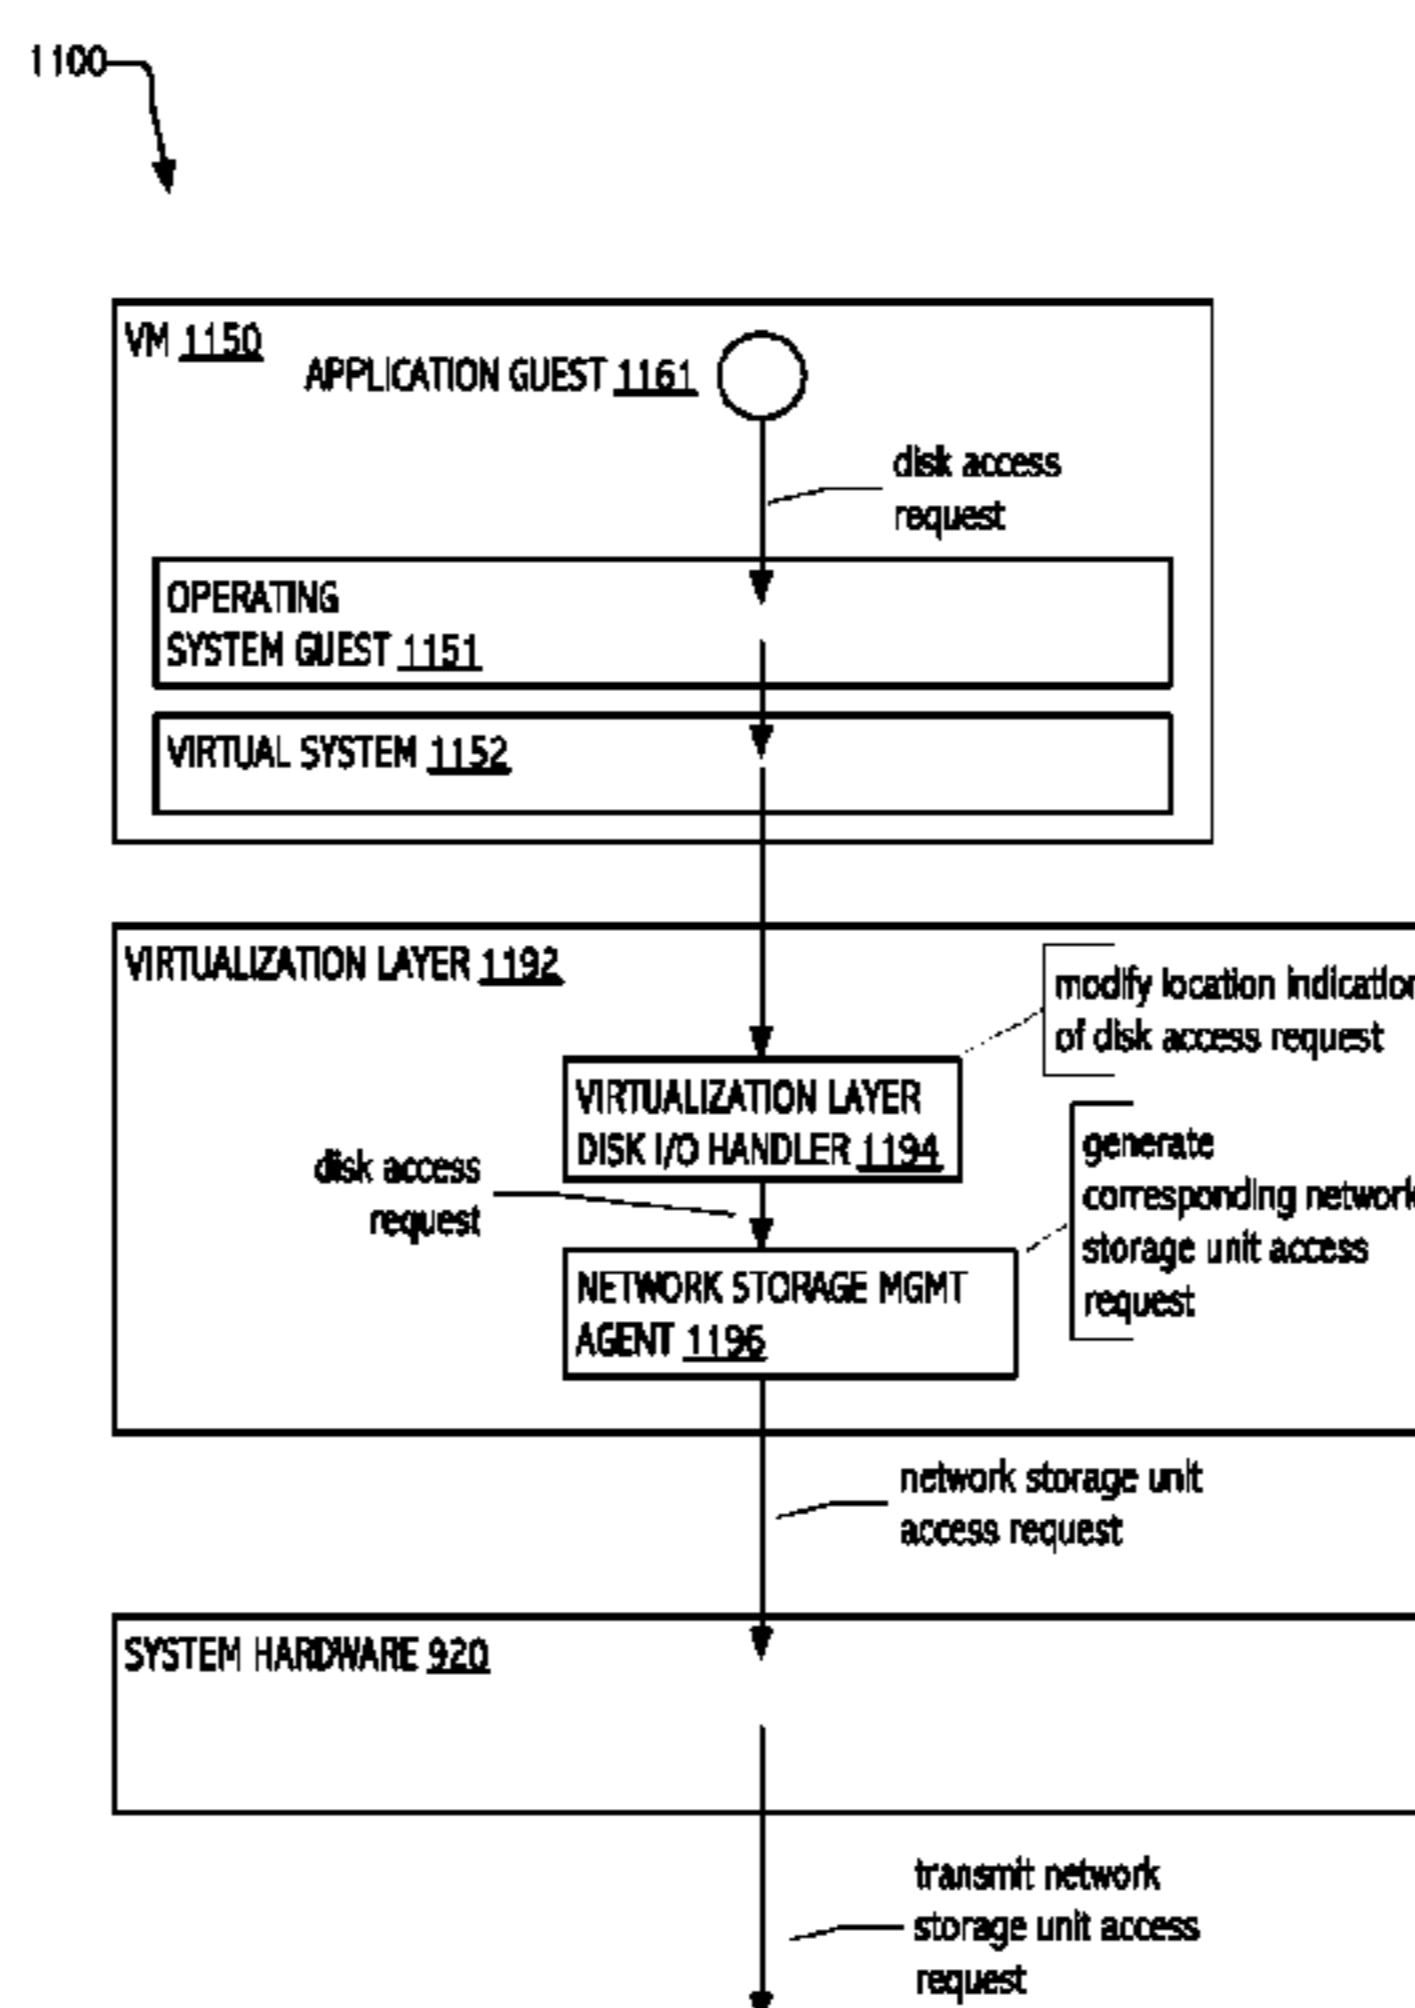 1100
VM 1150
APPLICATION GUEST 1161
disk access
request
OPERATING
SYSTEM GUEST 1151
VIRTUAL SYSTEM 1152
VIRTUALIZATION LAYER 1192
modify location indication
of disk access request
VIRTUALIZATION LAYER
DISK I/O HANDLER 1194
generate
corresponding network
storage unit access
request
disk access
request
NETWORK STORAGE MGMT
AGENT 1196
network storage unit
access request
SYSTEM HARDWARE 920
transmit network
storage unit access
request